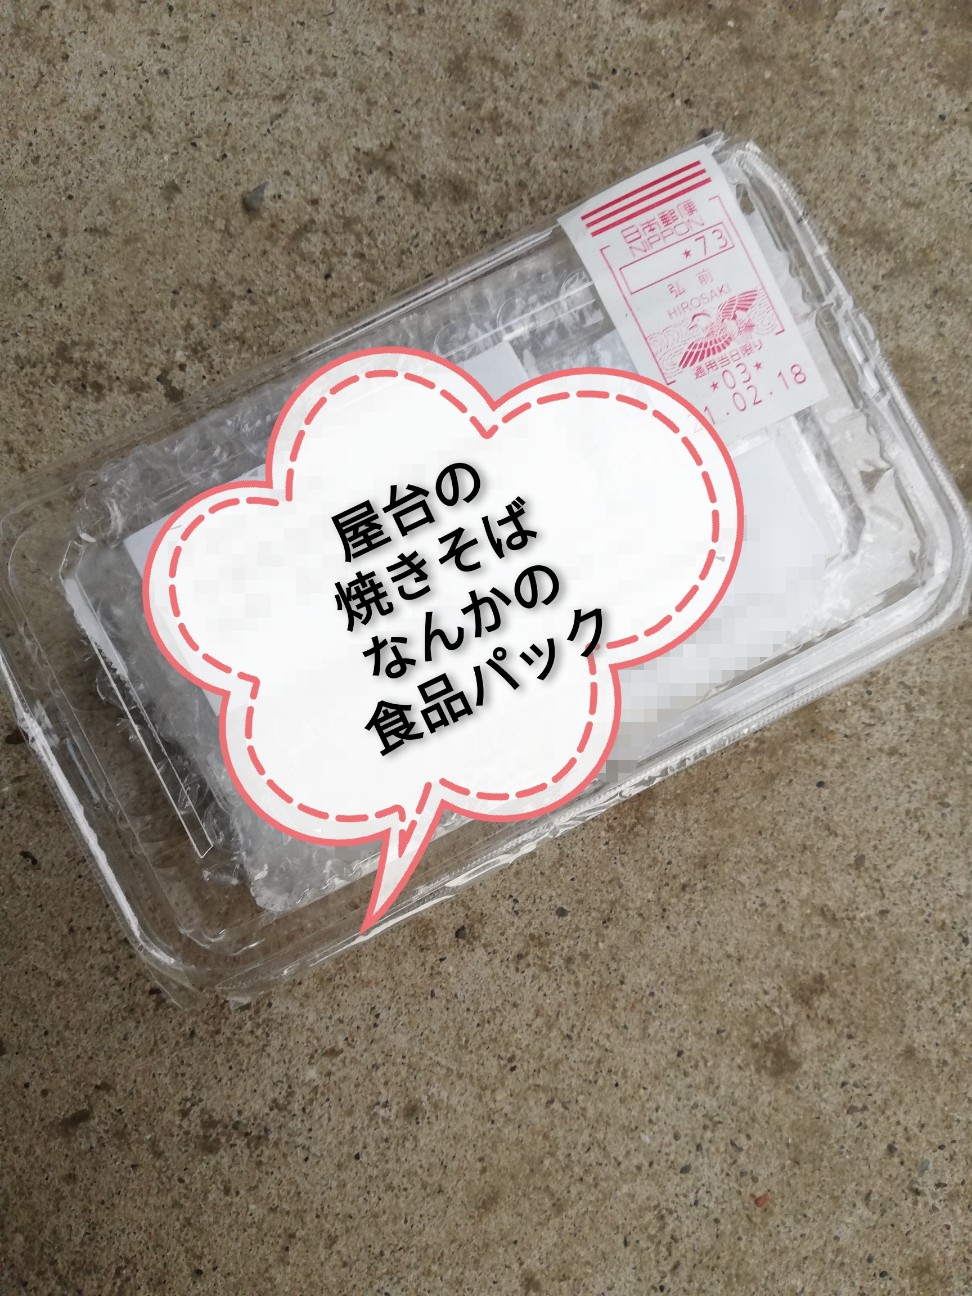 日本郵便
NIPPON
*73
弘前
HIROSAKI
通用当日限り
*03*
21.02.18
屋台の
焼きそば
なんかの
食品パック